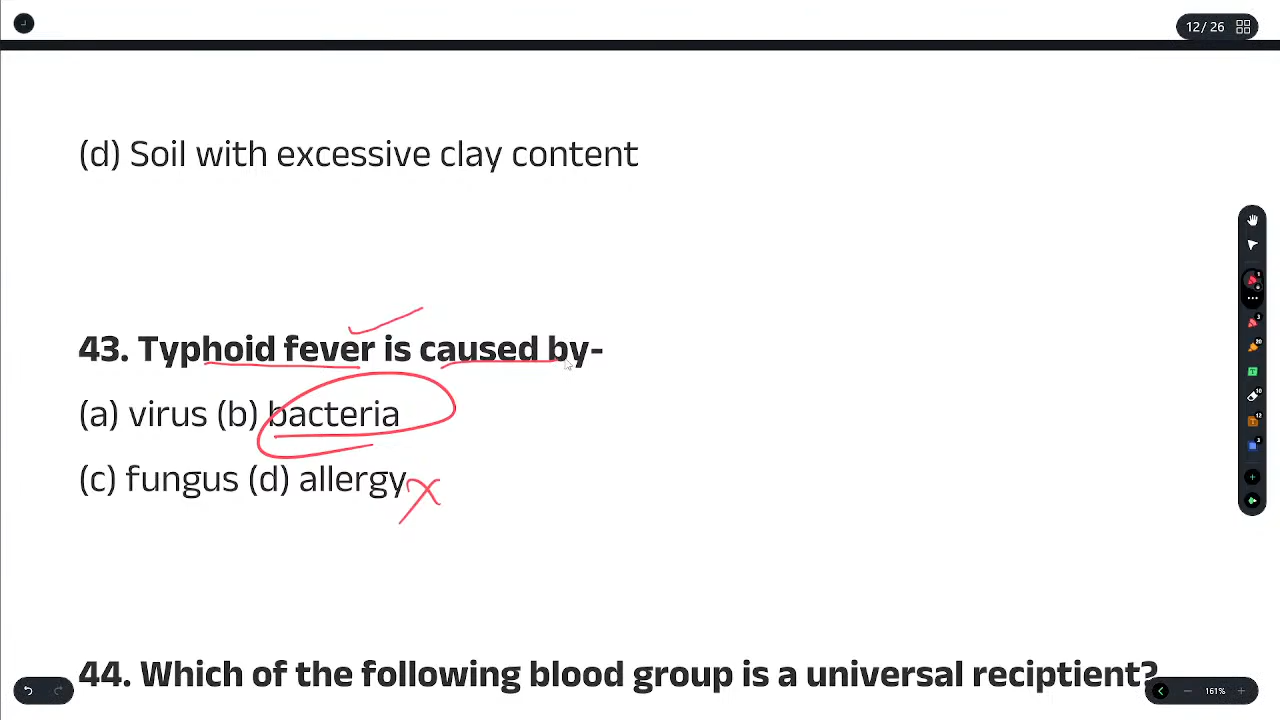 12/ 26
(d) Soil with excessive clay content
43. Typhoid fever is caused by-
(a) virus (b) bacteria
(c) fungus (d) allergy
44. Which of the following blood group is a universal reciptient?
161%